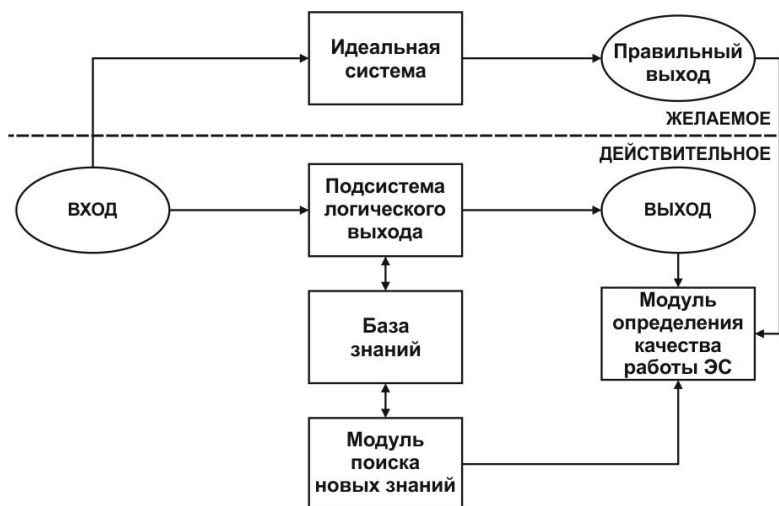 Идеальная
система
Правильный
выход
ЖЕЛАЕМОЕ
ДЕЙСТВИТЕЛЬНОЕ
ВХОД
Подсистема
логического
выхода
ВЫХОД
База
знаний
Модуль
определения
качества
работы ЭС
Модуль
поиска
новых знаний